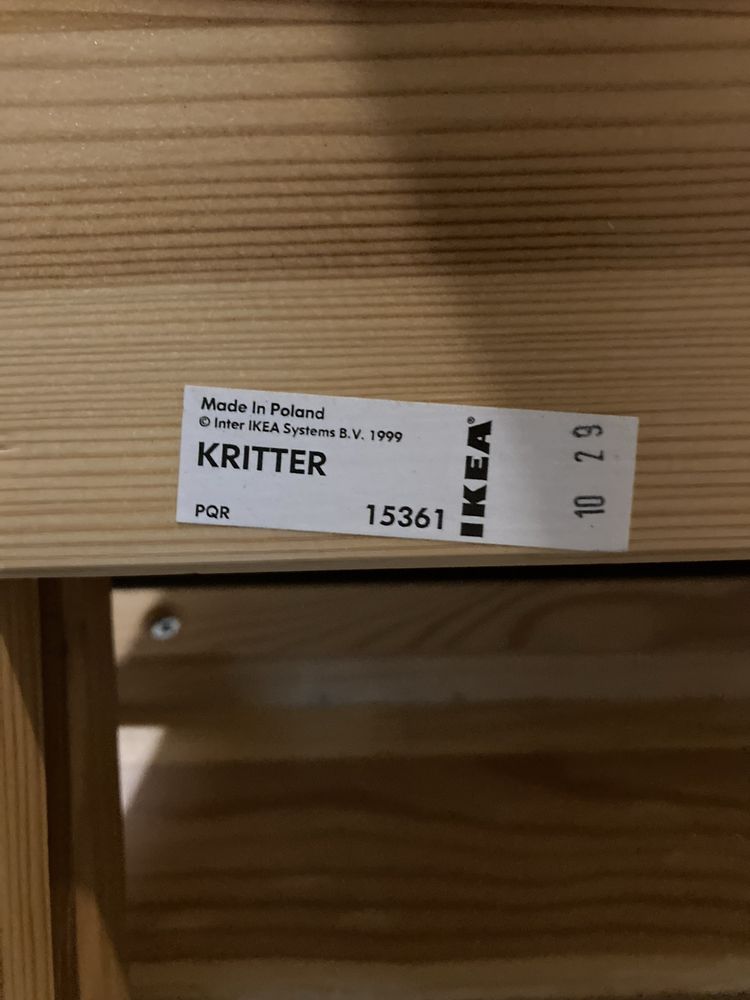 Made In Poland
© Inter IKEA Systems B.V. 1999
KRITTER
PQR 15361
IKEA®
10 29